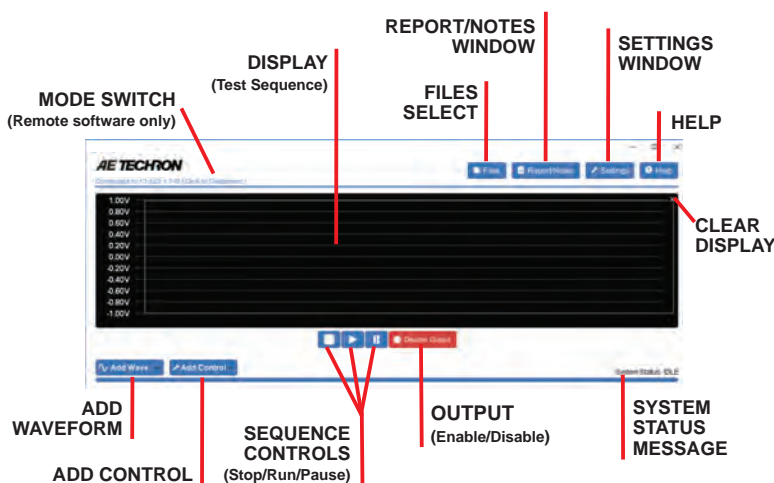 REPORT/NOTES
WINDOW
SETTINGS
WINDOW
DISPLAY
(Test Sequence)
FILES
SELECT
MODE SWITCH
(Remote software only)
HELP
AE TECHRON
Files
Report/Notes
Settings
Help
CLEAR
DISPLAY
1.00V
0.80V
0.60V
0.40V
0.20V
0.00V
-0.20V
-0.40V
-0.60V
-0.80V
-1.00V
Disable Output
Add Wave
Add Control
System Status: IDLE
ADD
WAVEFORM
ADD CONTROL
SEQUENCE
CONTROLS
(Stop/Run/Pause)
OUTPUT
(Enable/Disable)
SYSTEM
STATUS
MESSAGE